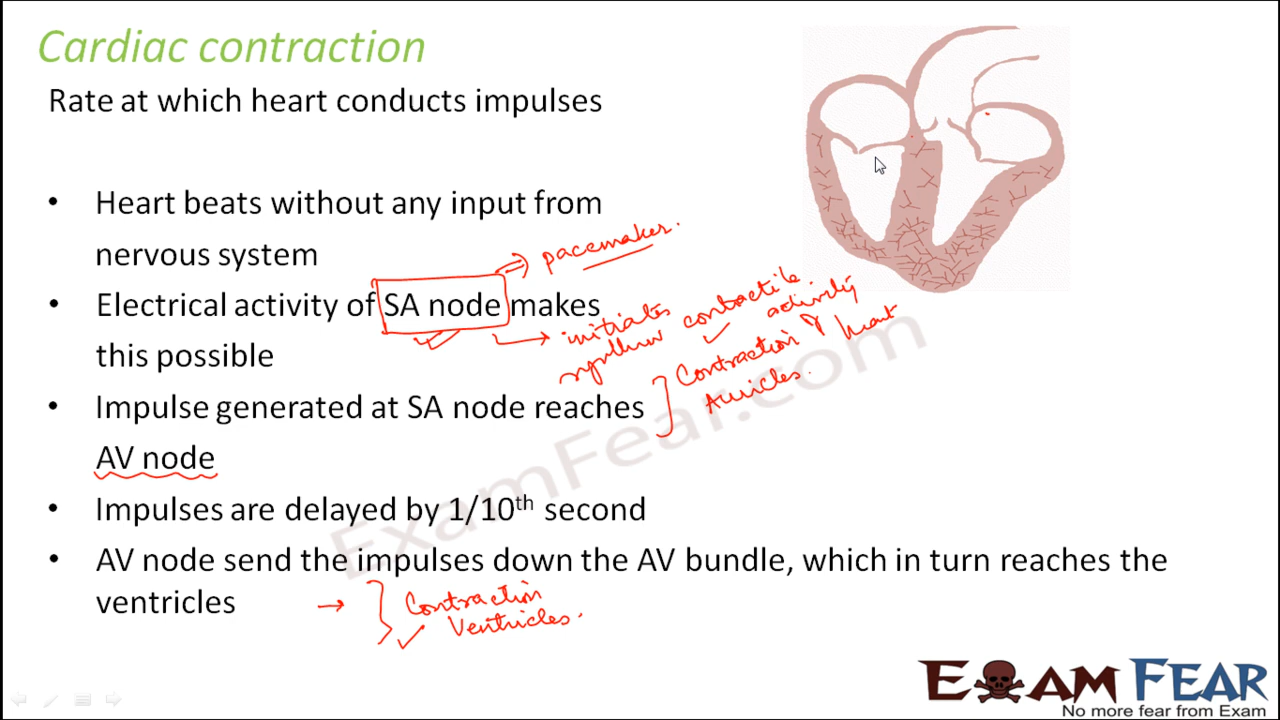 Cardiac contraction
Rate at which heart conducts impulses
• Heart beats without any input from
nervous system
pacemaker.
• Electrical activity of SA node makes
this possible
initiates contractile
activity
Contraction of heart
Auricles.
• Impulse generated at SA node reaches
AV node
• Impulses are delayed by 1/10th second
• AV node send the impulses down the AV bundle, which in turn reaches the
ventricles
Contraction
Ventricles.
ExamFear.com
EXAM FEAR
No more fear from Exam